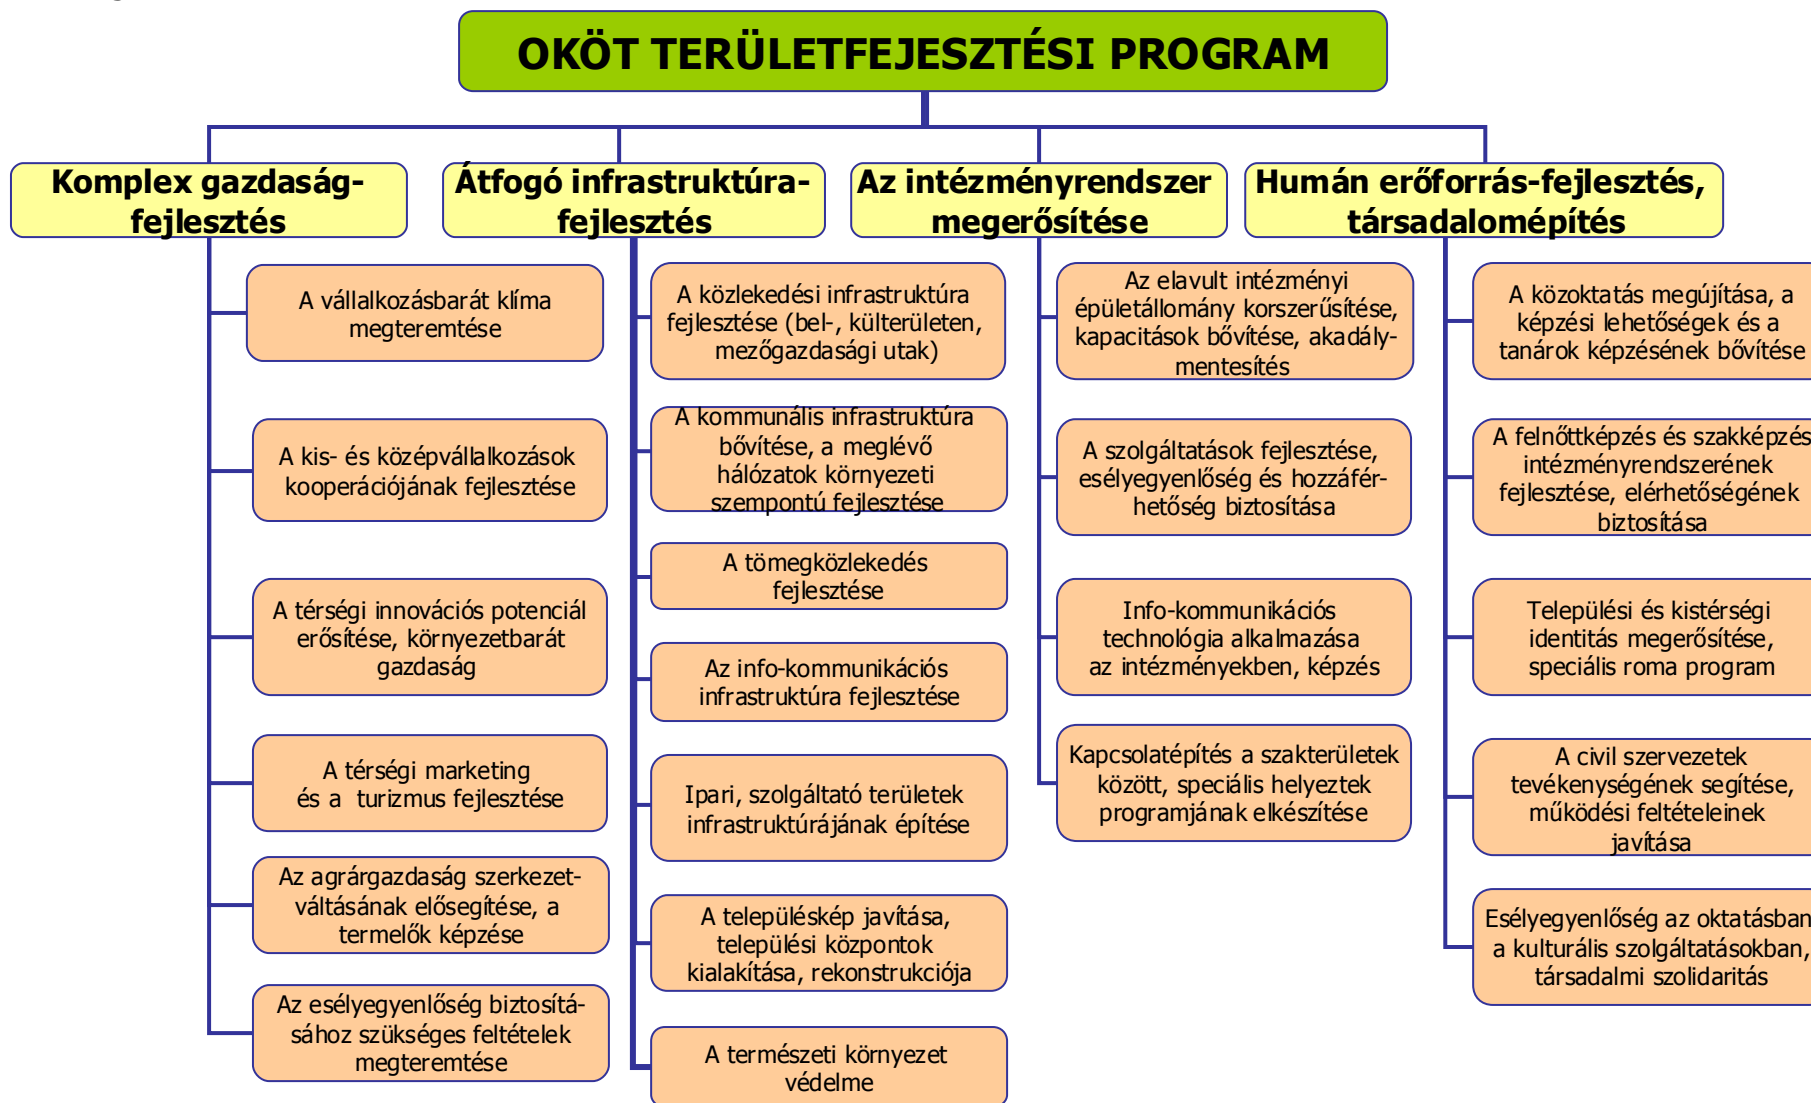 OKÖT TERÜLETFEJESZTÉSI PROGRAM
Komplex gazdaság-
fejlesztés
A vállalkozásbarát klíma
megteremtése
A kis- és középvállalkozások
kooperációjának fejlesztése
A térségi innovációs potenciál
erősítése, környezetbarát
gazdaság
A térségi marketing
és a turizmus fejlesztése
Az agrárgazdaság szerkezet-
váltásának elősegítése, a
termelők képzése
Az esélyegyenlőség biztosítá-
sához szükséges feltételek
megteremtése
Átfogó infrastruktúra-
fejlesztés
A közlekedési infrastruktúra
fejlesztése (bel-, külterületen,
mezőgazdasági utak)
A kommunális infrastruktúra
bővítése, a meglévő
hálózatok környezeti
szempontú fejlesztése
A tömegközlekedés
fejlesztése
Az info-kommunikációs
infrastruktúra fejlesztése
Ipari, szolgáltató területek
infrastruktúrájának építése
A településkép javítása,
települési központok
kialakítása, rekonstrukciója
A természeti környezet
védelme
Az intézményrendszer
megerősítése
Az elavult intézményi
épületállomány korszerűsítése,
kapacitások bővítése, akadály-
mentesítés
A szolgáltatások fejlesztése,
esélyegyenlőség és hozzáfér-
hetőség biztosítása
Info-kommunikációs
technológia alkalmazása
az intézményekben, képzés
Kapcsolatépítés a szakterületek
között, speciális helyeztek
programjának elkészítése
Humán erőforrás-fejlesztés,
társadalomépítés
A közoktatás megújítása, a
képzési lehetőségek és a
tanárok képzésének bővítése
A felnőttképzés és szakképzés
intézményrendszerének
fejlesztése, elérhetőségének
biztosítása
Települési és kistérségi
identitás megerősítése,
speciális roma program
A civil szervezetek
tevékenységének segítése,
működési feltételeinek
javítása
Esélyegyenlőség az oktatásban
a kulturális szolgáltatásokban,
társadalmi szolidaritás